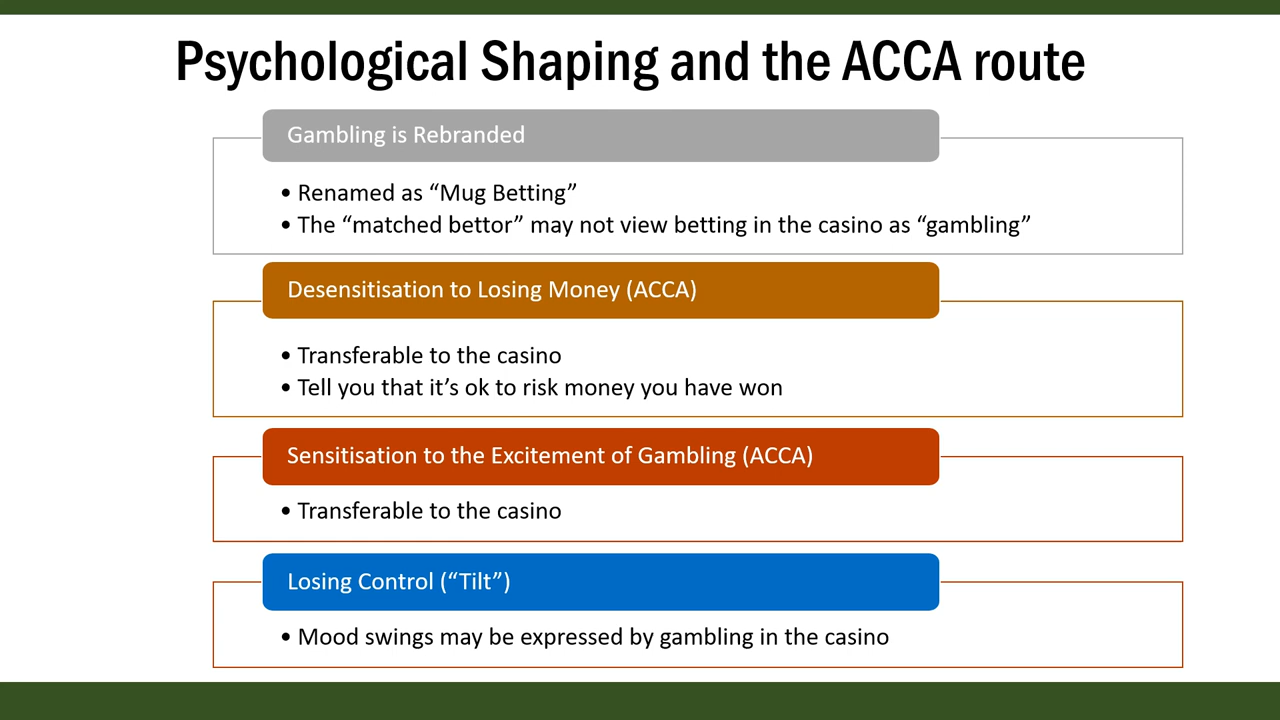 Psychological Shaping and the ACCA route
Gambling is Rebranded
• Renamed as “Mug Betting”
• The “matched bettor” may not view betting in the casino as “gambling”
Desensitisation to Losing Money (ACCA)
• Transferable to the casino
• Tell you that it’s ok to risk money you have won
Sensitisation to the Excitement of Gambling (ACCA)
• Transferable to the casino
Losing Control (“Tilt”)
• Mood swings may be expressed by gambling in the casino